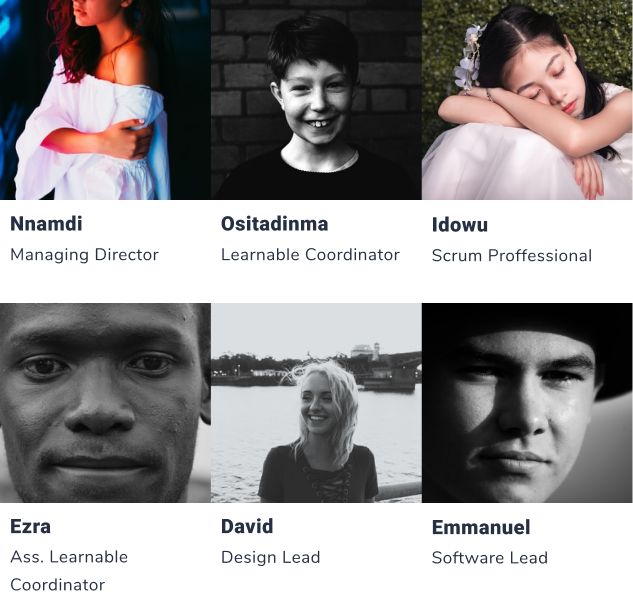 Nnamdi
Managing Director
Ositadinma
Learnable Coordinator
Idowu
Scrum Proffessional
Ezra
Ass. Learnable
Coordinator
David
Design Lead
Emmanuel
Software Lead